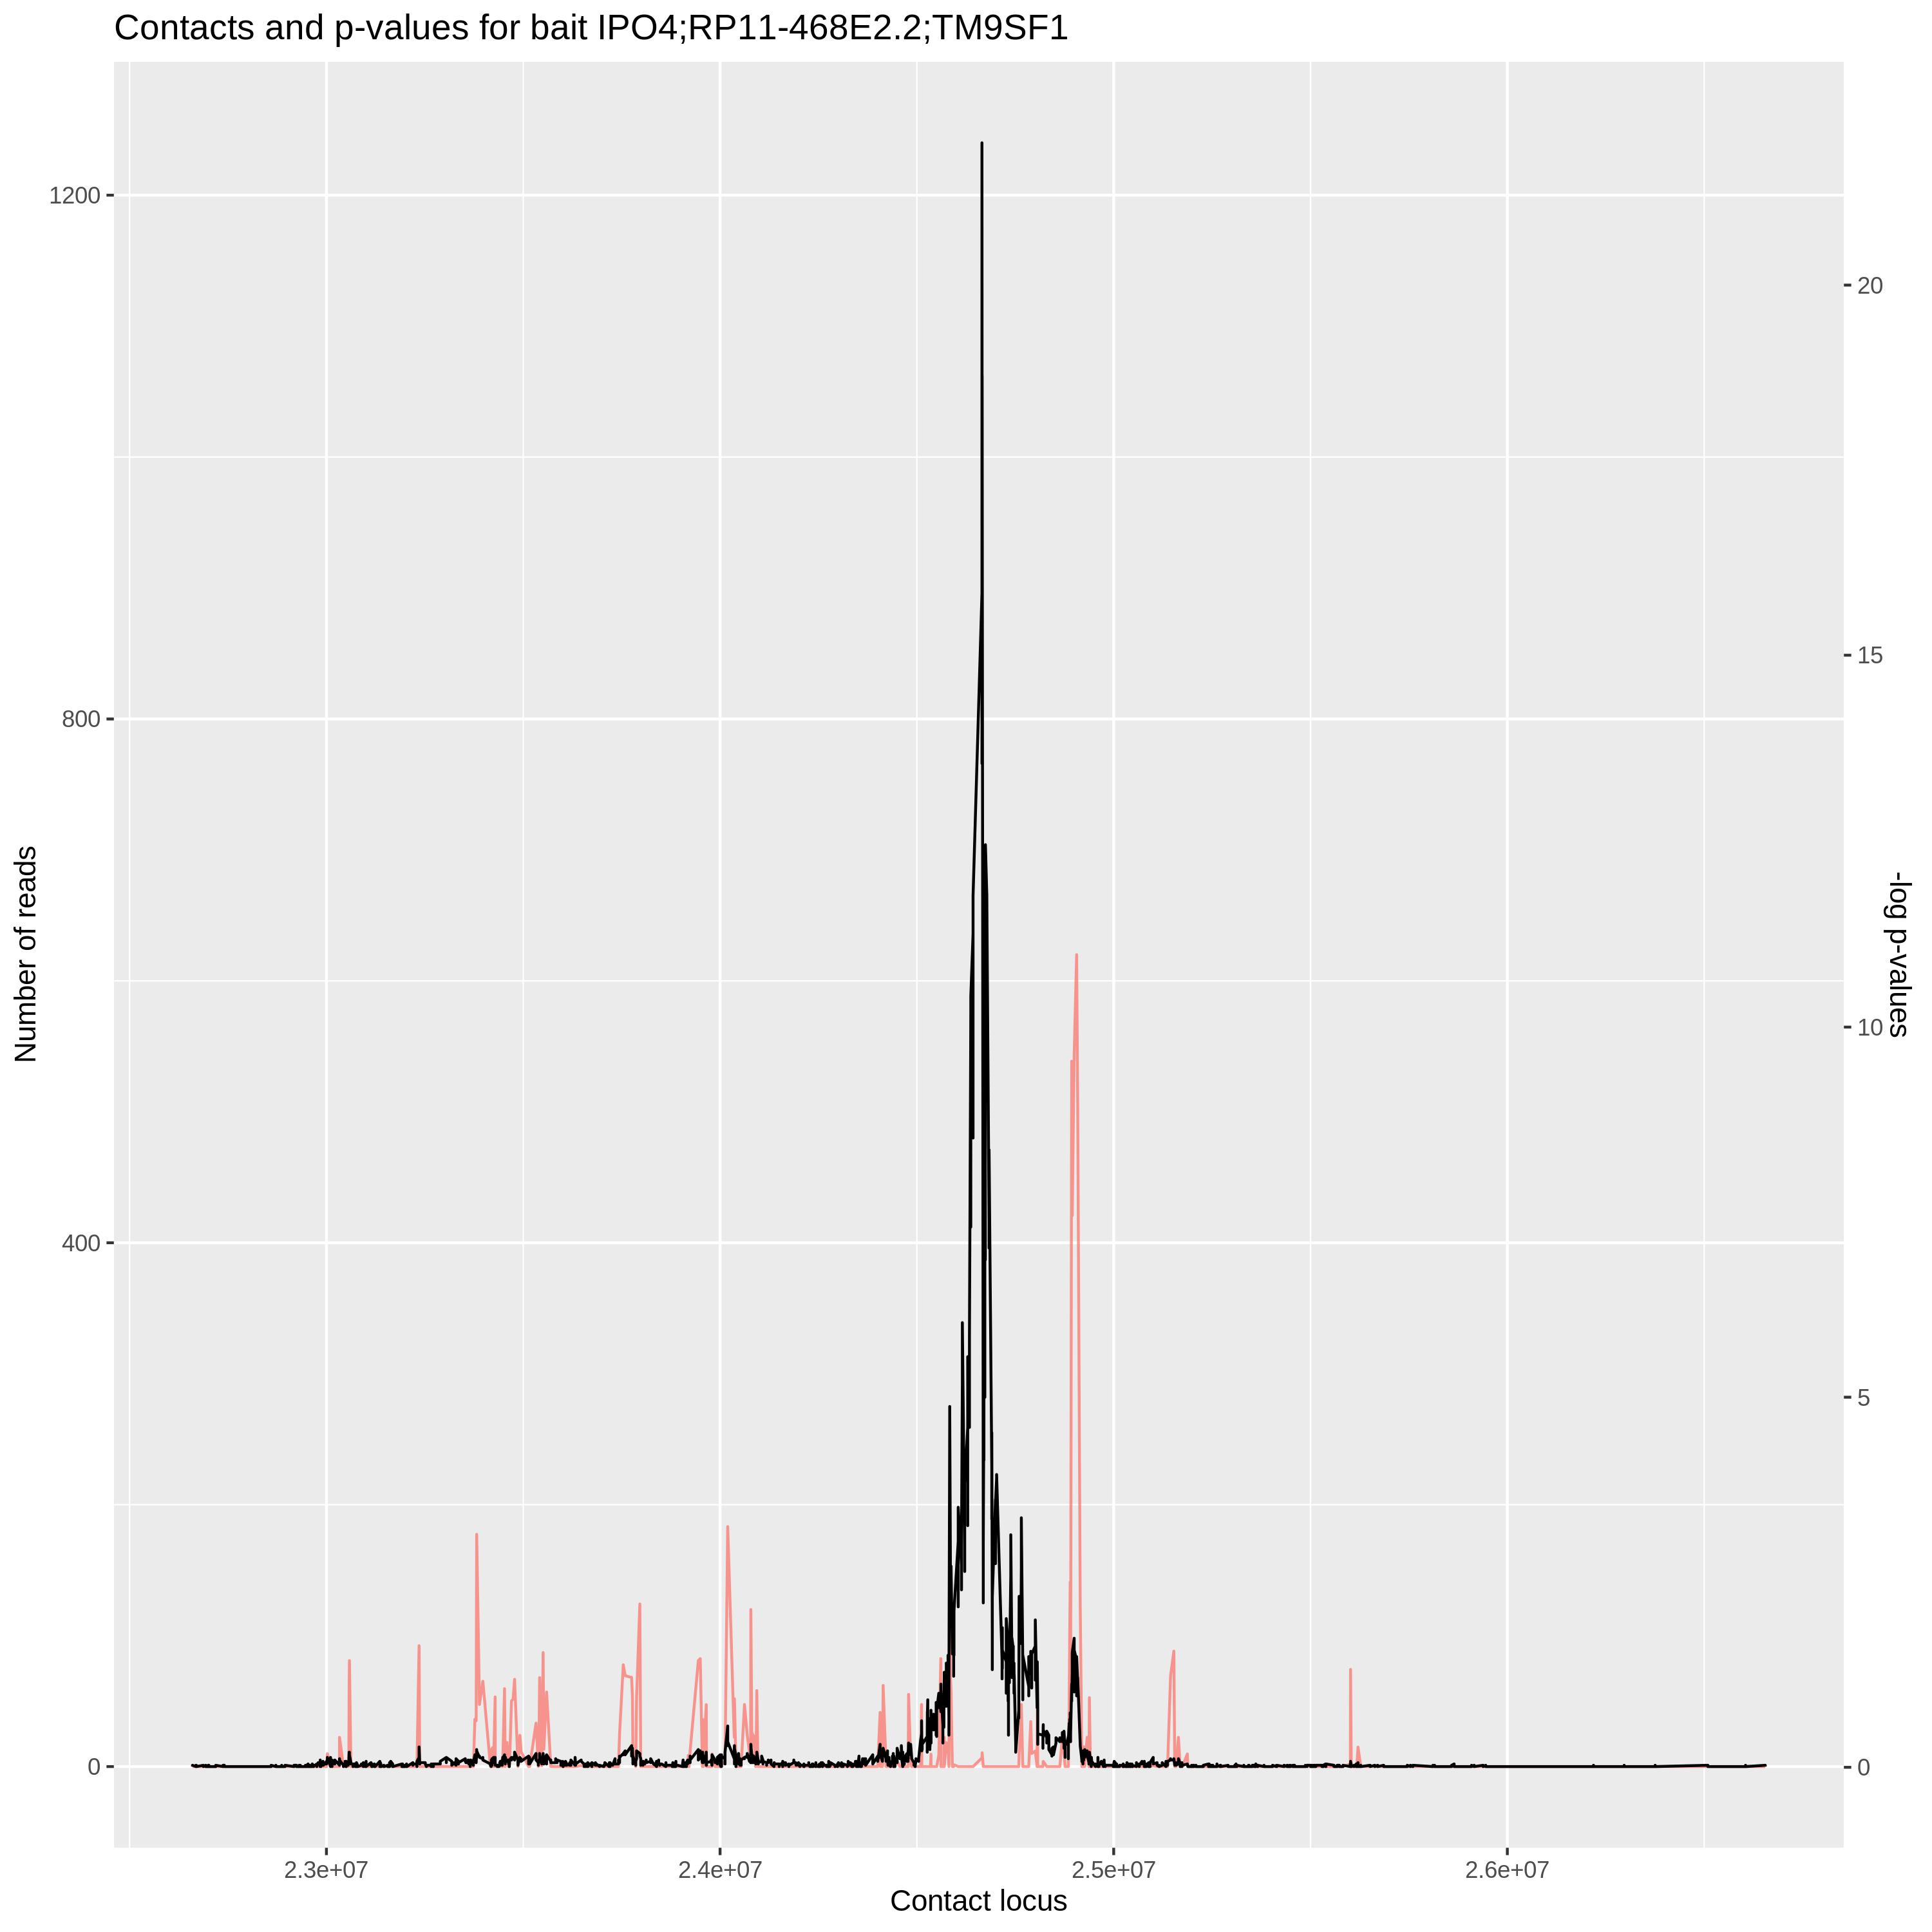 Contacts and p-values for bait IPO4;RP11-468E2.2;TM9SF1
Number of reads
1200
800
400
0
20
15
10
5
0
-log p-values
2.3e+07
2.4e+07
2.5e+07
2.6e+07
Contact locus